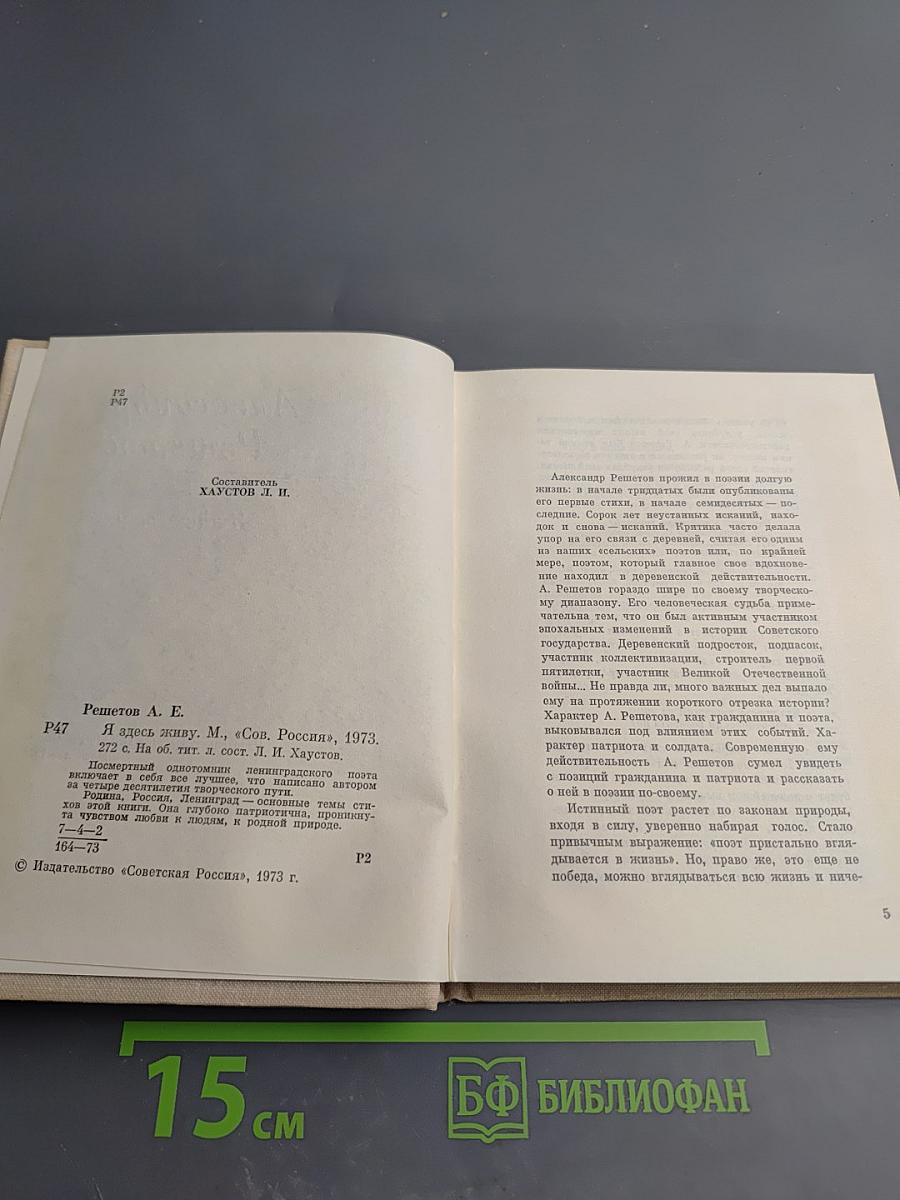 Р2
Р47
Составитель
ХАУСТОВ Л. И.
Решетов А. Е.
Р47 Я здесь живу. М., «Сов. Россия», 1973.
272 с. На об. тит. л. сост. Л. И. Хаустов.
Посмертный однотомник ленинградского поэта
включает в себя все лучшее, что написано автором
за четыре десятилетия творческого пути.
Родина, Россия, Ленинград — основные темы сти-
хов этой книги. Она глубоко патриотична, проникну-
та чувством любви к людям, к родной природе.
7—4—2
164—73
Р2
© Издательство «Советская Россия», 1973 г.
Александр Решетов прожил в поэзии долгую
жизнь: в начале тридцатых были опубликованы
его первые стихи, в начале семидесятых — по-
следние. Сорок лет неустанных исканий, нахо-
док и снова — исканий. Критика часто делала
упор на его связи с деревней, считая его одним
из наших «сельских» поэтов или, по крайней
мере, поэтом, который главное свое вдохнове-
ние находил в деревенской действительности.
А. Решетов гораздо шире по своему творческо-
му диапазону. Его человеческая судьба приме-
чательна тем, что он был активным участником
эпохальных изменений в истории Советского
государства. Деревенский подросток, подпасок,
участник коллективизации, строитель первой
пятилетки, участник Великой Отечественной
войны... Не правда ли, много важных дел выпало
ему на протяжении короткого отрезка истории?
Характер А. Решетова, как гражданина и поэта,
выковывался под влиянием этих событий. Ха-
рактер патриота и солдата. Современную ему
действительность А. Решетов сумел увидеть
с позиций гражданина и патриота и рассказать
о ней в поэзии по-своему.
Истинный поэт растет по законам природы,
входя в силу, уверенно набирая голос. Стало
привычным выражение: «поэт пристально вгля-
дывается в жизнь». Но, право же, это еще не
победа, можно вглядываться всю жизнь и ниче-
5
15 см
БФ БИБЛИОФАН